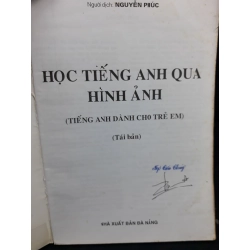 Người dịch: NGUYỄN PHÚC
HỌC TIẾNG ANH QUA
HÌNH ẢNH
(TIẾNG ANH DÀNH CHO TRẺ EM)
(Tái bản)
NHÀ XUẤT BẢN ĐÀ NẴNG